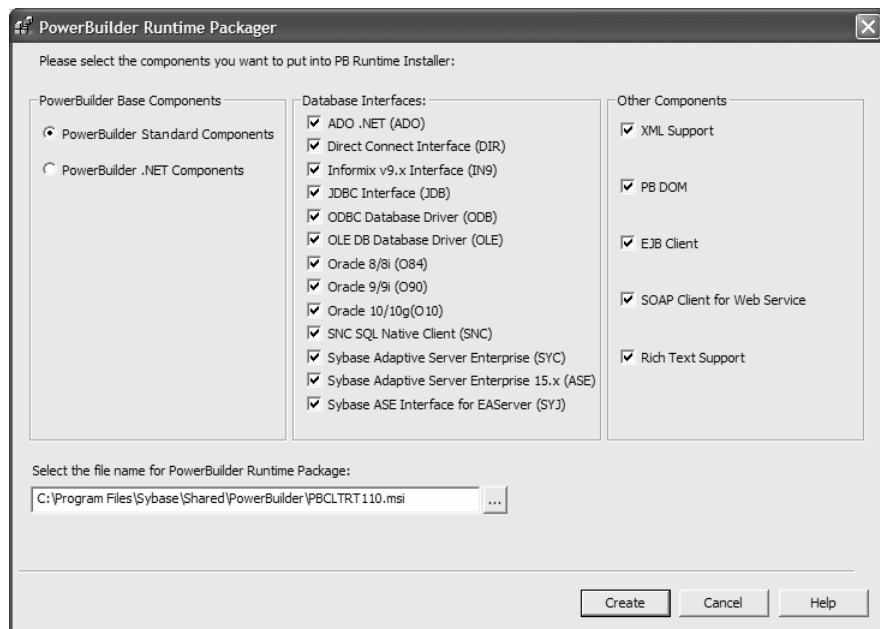 PowerBuilder Runtime Packager
Please select the components you want to put into PB Runtime Installer:
PowerBuilder Base Components
PowerBuilder Standard Components
PowerBuilder .NET Components
Database Interfaces:
ADO .NET (ADO)
Direct Connect Interface (DIR)
Informix v9.x Interface (IN9)
JDBC Interface (JDB)
ODBC Database Driver (ODB)
OLE DB Database Driver (OLE)
Oracle 8/8i (O84)
Oracle 9/9i (O90)
Oracle 10/10g(O10)
SNC SQL Native Client (SNC)
Sybase Adaptive Server Enterprise (SYC)
Sybase Adaptive Server Enterprise 15.x (ASE)
Sybase ASE Interface for EAServer (SYJ)
Other Components
XML Support
PB DOM
EJB Client
SOAP Client for Web Service
Rich Text Support
Select the file name for PowerBuilder Runtime Package:
C:\Program Files\Sybase\Shared\PowerBuilder\PBCLTRT110.msi
...
Create
Cancel
Help